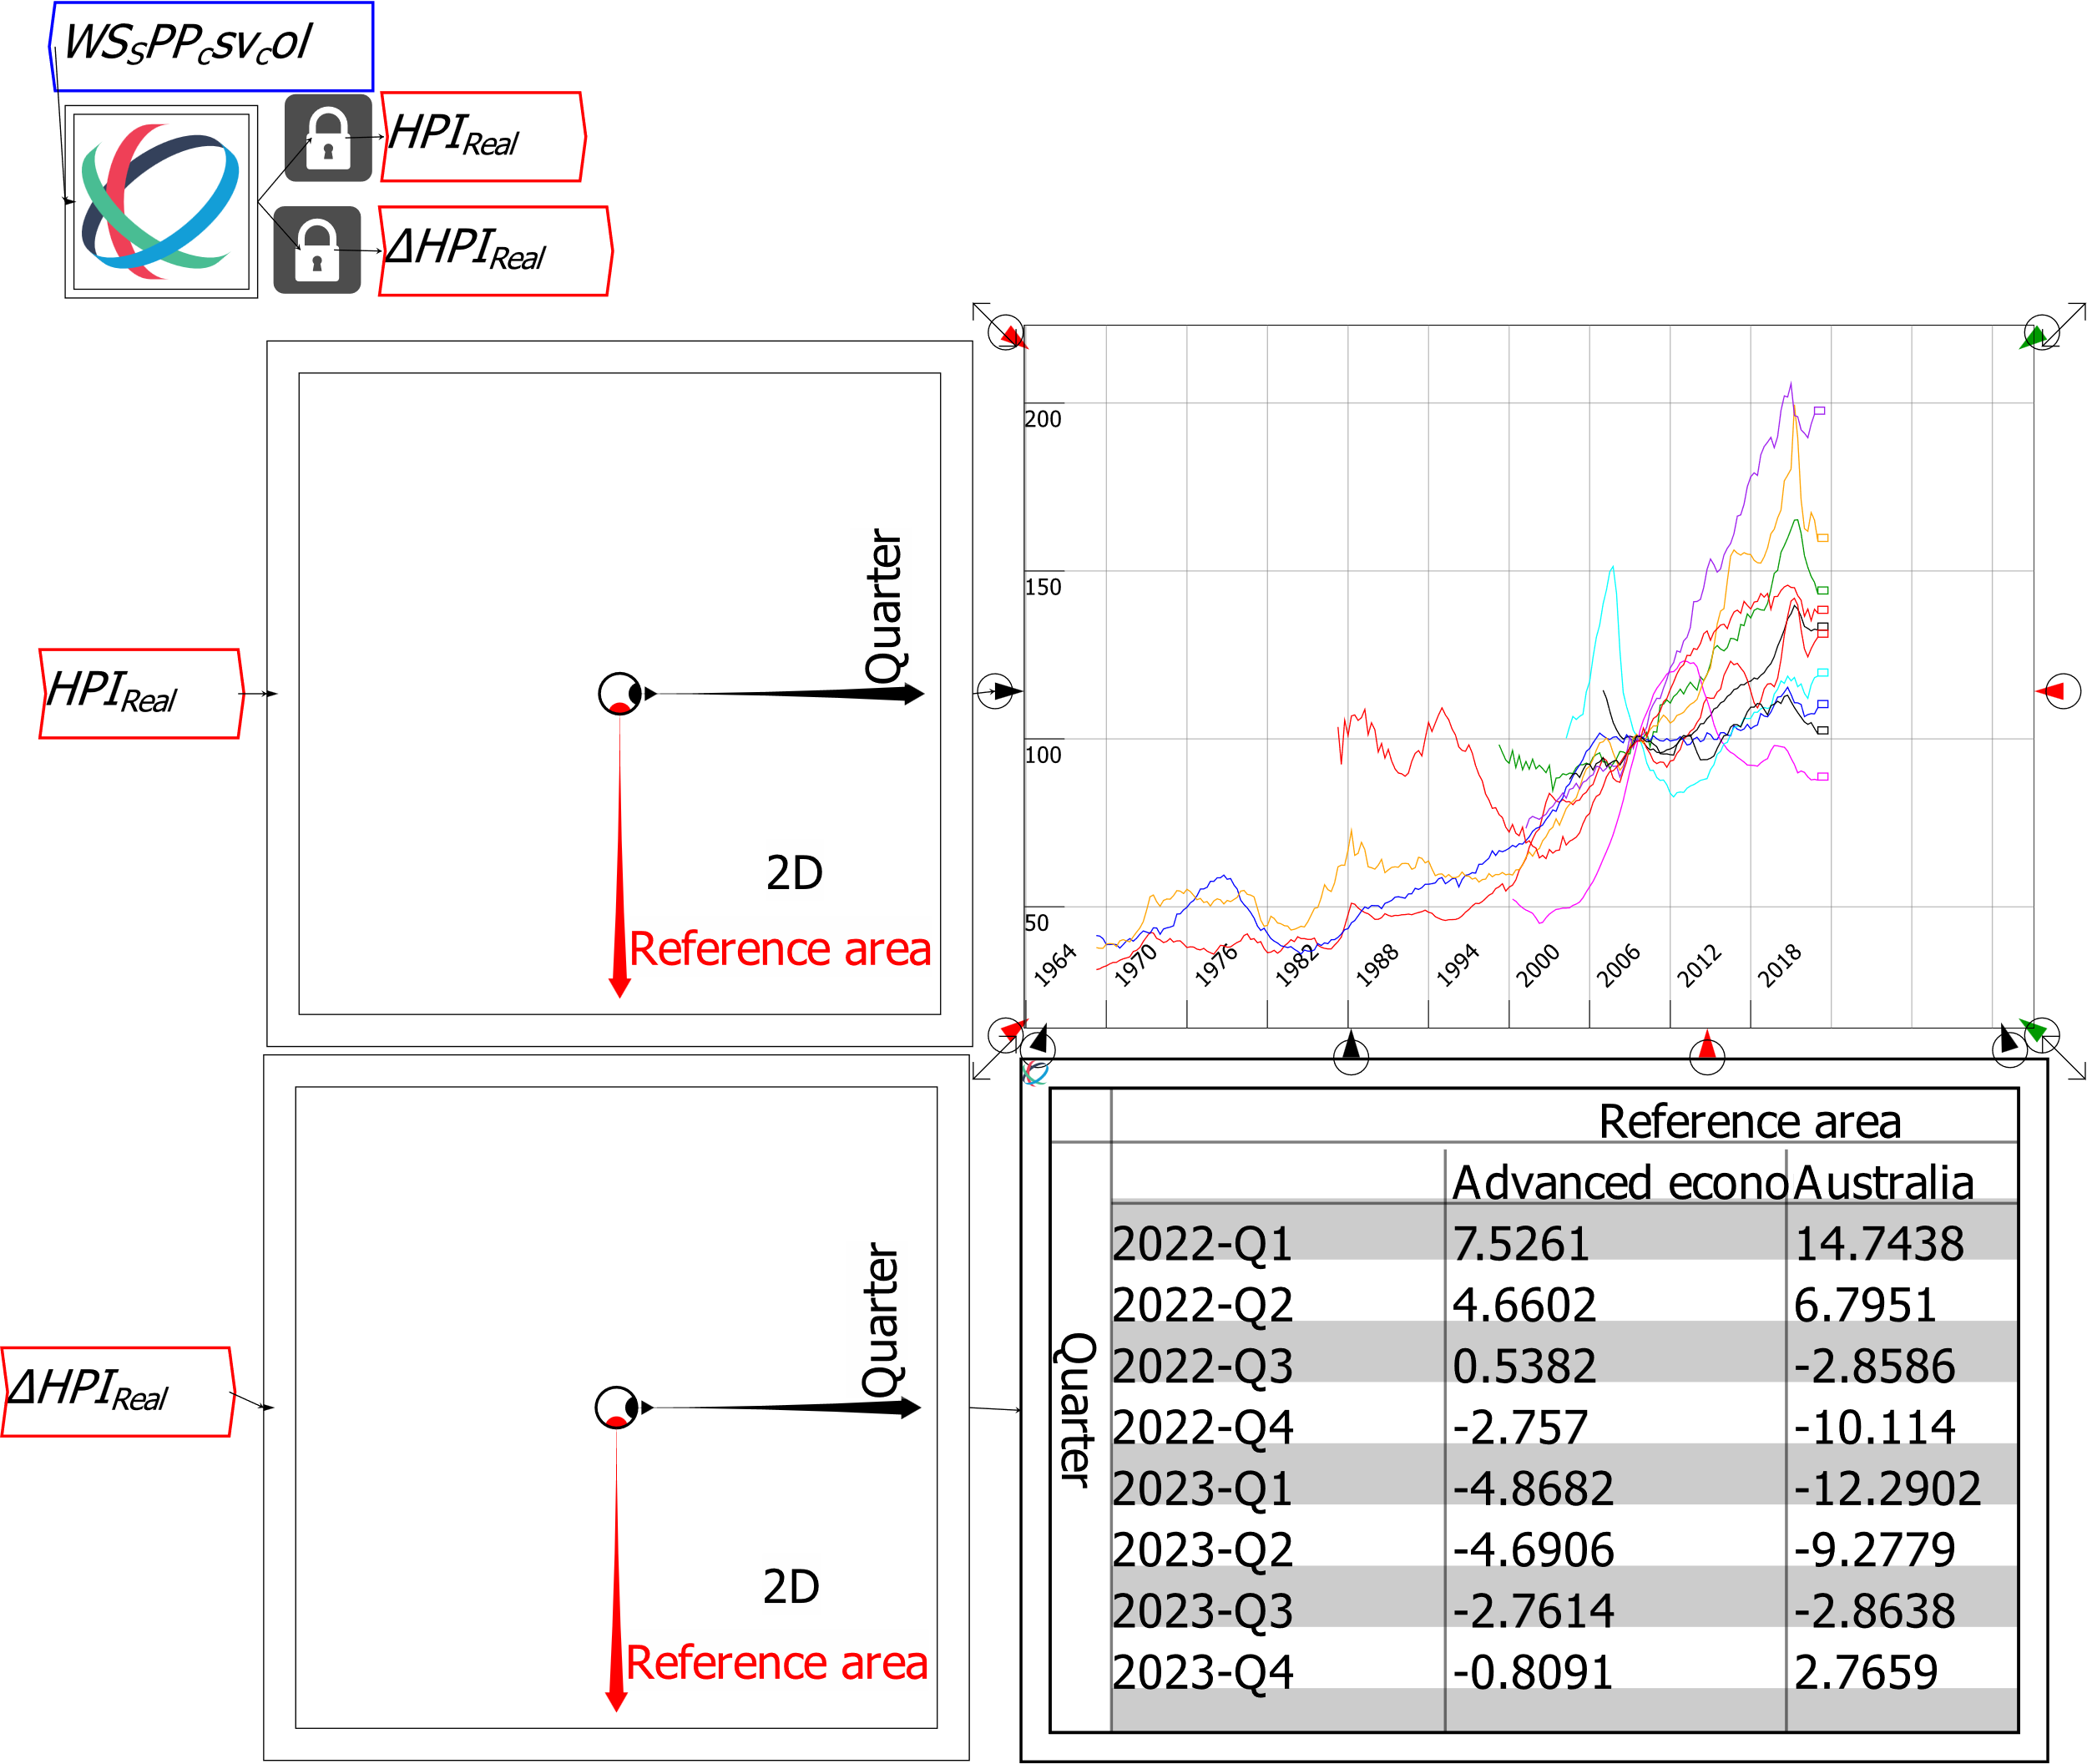 WSSPPcsvcol
HPIReal
ΔHPIReal
HPIReal
Quarter
2D
Reference area
200
150
100
50
1964 1970 1976 1982 1988 1994 2000 2006 2012 2018
ΔHPIReal
Quarter
2D
Reference area
Reference area
Quarter
Advanced econo Australia
2022-Q1 7.5261 14.7438
2022-Q2 4.6602 6.7951
2022-Q3 0.5382 -2.8586
2022-Q4 -2.757 -10.114
2023-Q1 -4.8682 -12.2902
2023-Q2 -4.6906 -9.2779
2023-Q3 -2.7614 -2.8638
2023-Q4 -0.8091 2.7659